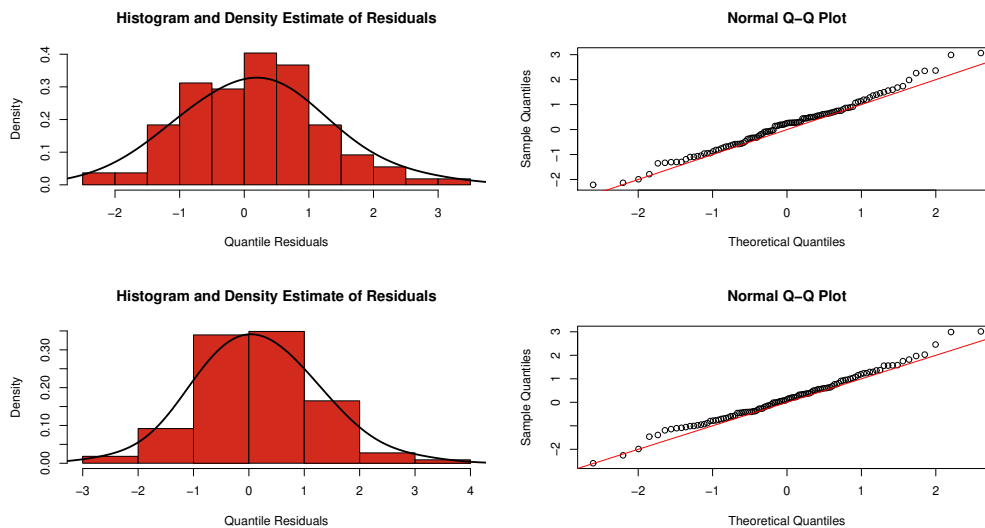 Histogram and Density Estimate of Residuals
Density
0.0 0.1 0.2 0.3 0.4
−2 −1 0 1 2 3
Quantile Residuals
Normal Q−Q Plot
Sample Quantiles
−2 −1 0 1 2 3
−2 −1 0 1 2
Theoretical Quantiles
Histogram and Density Estimate of Residuals
Density
0.00 0.10 0.20 0.30
−3 −2 −1 0 1 2 3 4
Quantile Residuals
Normal Q−Q Plot
Sample Quantiles
−2 0 1 2 3
−2 −1 0 1 2
Theoretical Quantiles